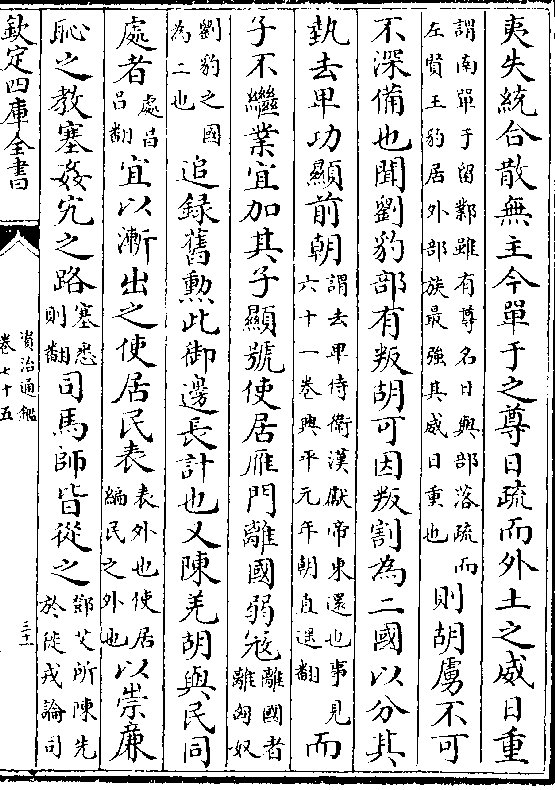 夷失統合散無主今單于之尊日疏而外土之威日重
謂南單于留鄴雖有尊名日與部落疏而
左賢王豹居外部族最強其威日重也
則胡虜不可
不深備也聞劉豹部有叛胡可因叛割為二國以分其
埶去卑功顯前朝
謂去卑侍衛漢獻帝東還也事見
六十一卷興平元年朝直遥翻
而
子不繼業宜加其子顯號使居雁門離國弱寇
離國者
離匈奴
劉豹之國
為二也
追録舊勲此御邊長計也又陳羌胡與民同
處者
處昌
吕翻
宜以漸出之使居民表
表外也使居
編民之外也
以崇廉
恥之教塞姦宄之路
塞悉
則翻
司馬師皆從之
鄧艾所陳先
於徙戎論司
欽定四庫全書
資治通鑑
卷七十五
三十一